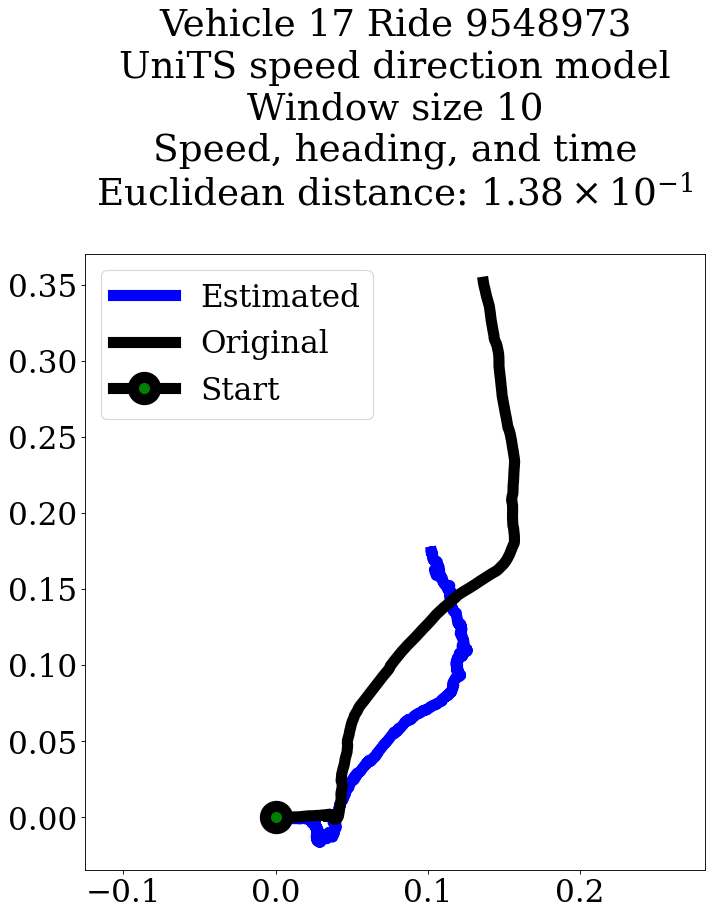 Vehicle 17 Ride 9548973
UniTS speed direction model
Window size 10
Speed, heading, and time
Euclidean distance: 1.38 × 10⁻¹
Estimated
Original
Start
0.35
0.30
0.25
0.20
0.15
0.10
0.05
0.00
−0.1 0.0 0.1 0.2